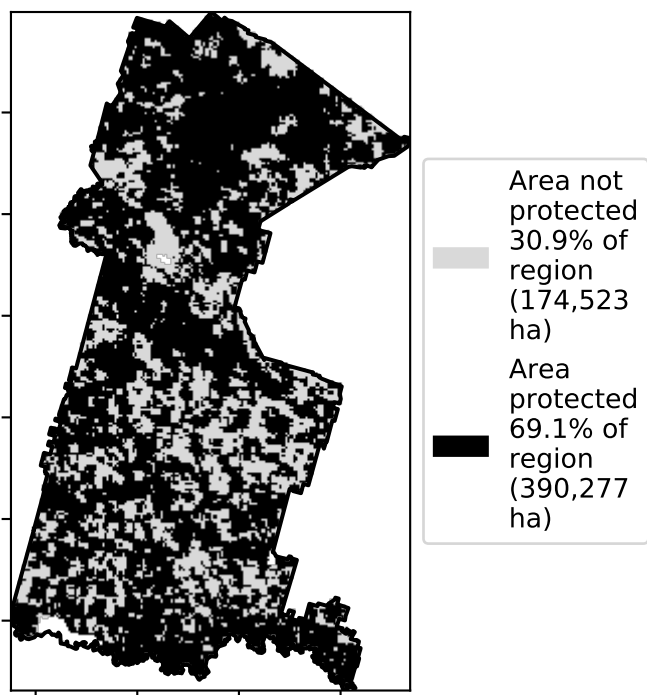 Area not
protected
30.9% of
region
(174,523
ha)
Area
protected
69.1% of
region
(390,277
ha)